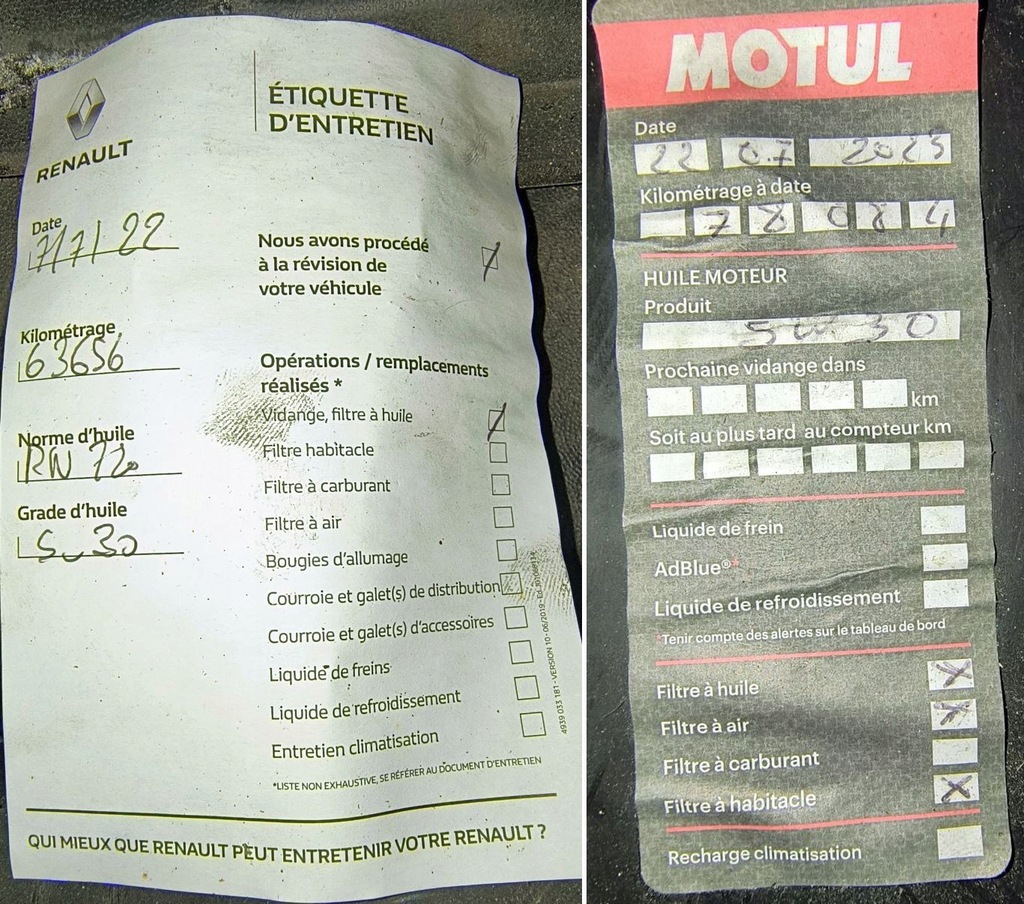 RENAULT
ÉTIQUETTE
D'ENTRETIEN
Date
7/7/22
Kilométrage
63656
Norme d'huile
RN 720
Grade d'huile
5w30
Nous avons procédé
à la révision de
votre véhicule
Opérations / remplacements
réalisés *
Vidange, filtre à huile
Filtre habitacle
Filtre à carburant
Filtre à air
Bougies d'allumage
Courroie et galet(s) de distribution
Courroie et galet(s) d'accessoires
Liquide de freins
Liquide de refroidissement
Entretien climatisation
*LISTE NON EXHAUSTIVE, SE RÉFÉRER AU DOCUMENT D'ENTRETIEN
QUI MIEUX QUE RENAULT PEUT ENTRETENIR VOTRE RENAULT ?
MOTUL
Date
22 07 2023
Kilométrage à date
7 8 0 8 4
HUILE MOTEUR
Produit
5w30
Prochaine vidange dans
km
Soit au plus tard au compteur km
Liquide de frein
AdBlue®*
Liquide de refroidissement
*Tenir compte des alertes sur le tableau de bord
Filtre à huile X
Filtre à air X
Filtre à carburant
Filtre à habitacle X
Recharge climatisation